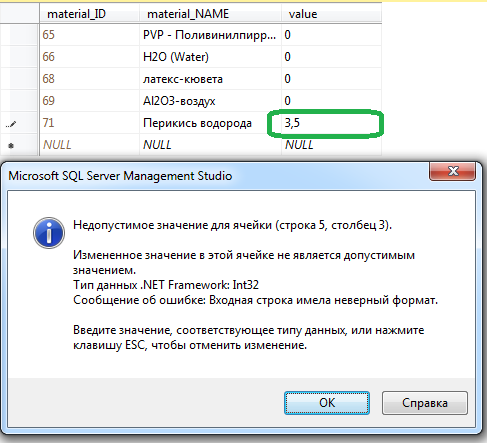 material_ID material_NAME value
65 PVP - Поливинилпирр... 0
66 H2O (Water) 0
68 латекс-кювета 0
69 Al2O3-воздух 0
71 Перикись водорода 3,5
NULL NULL NULL
Microsoft SQL Server Management Studio
Недопустимое значение для ячейки (строка 5, столбец 3).
Измененное значение в этой ячейке не является допустимым
значением.
Тип данных .NET Framework: Int32
Сообщение об ошибке: Входная строка имела неверный формат.
Введите значение, соответствующее типу данных, или нажмите
клавишу ESC, чтобы отменить изменение.
OK Справка